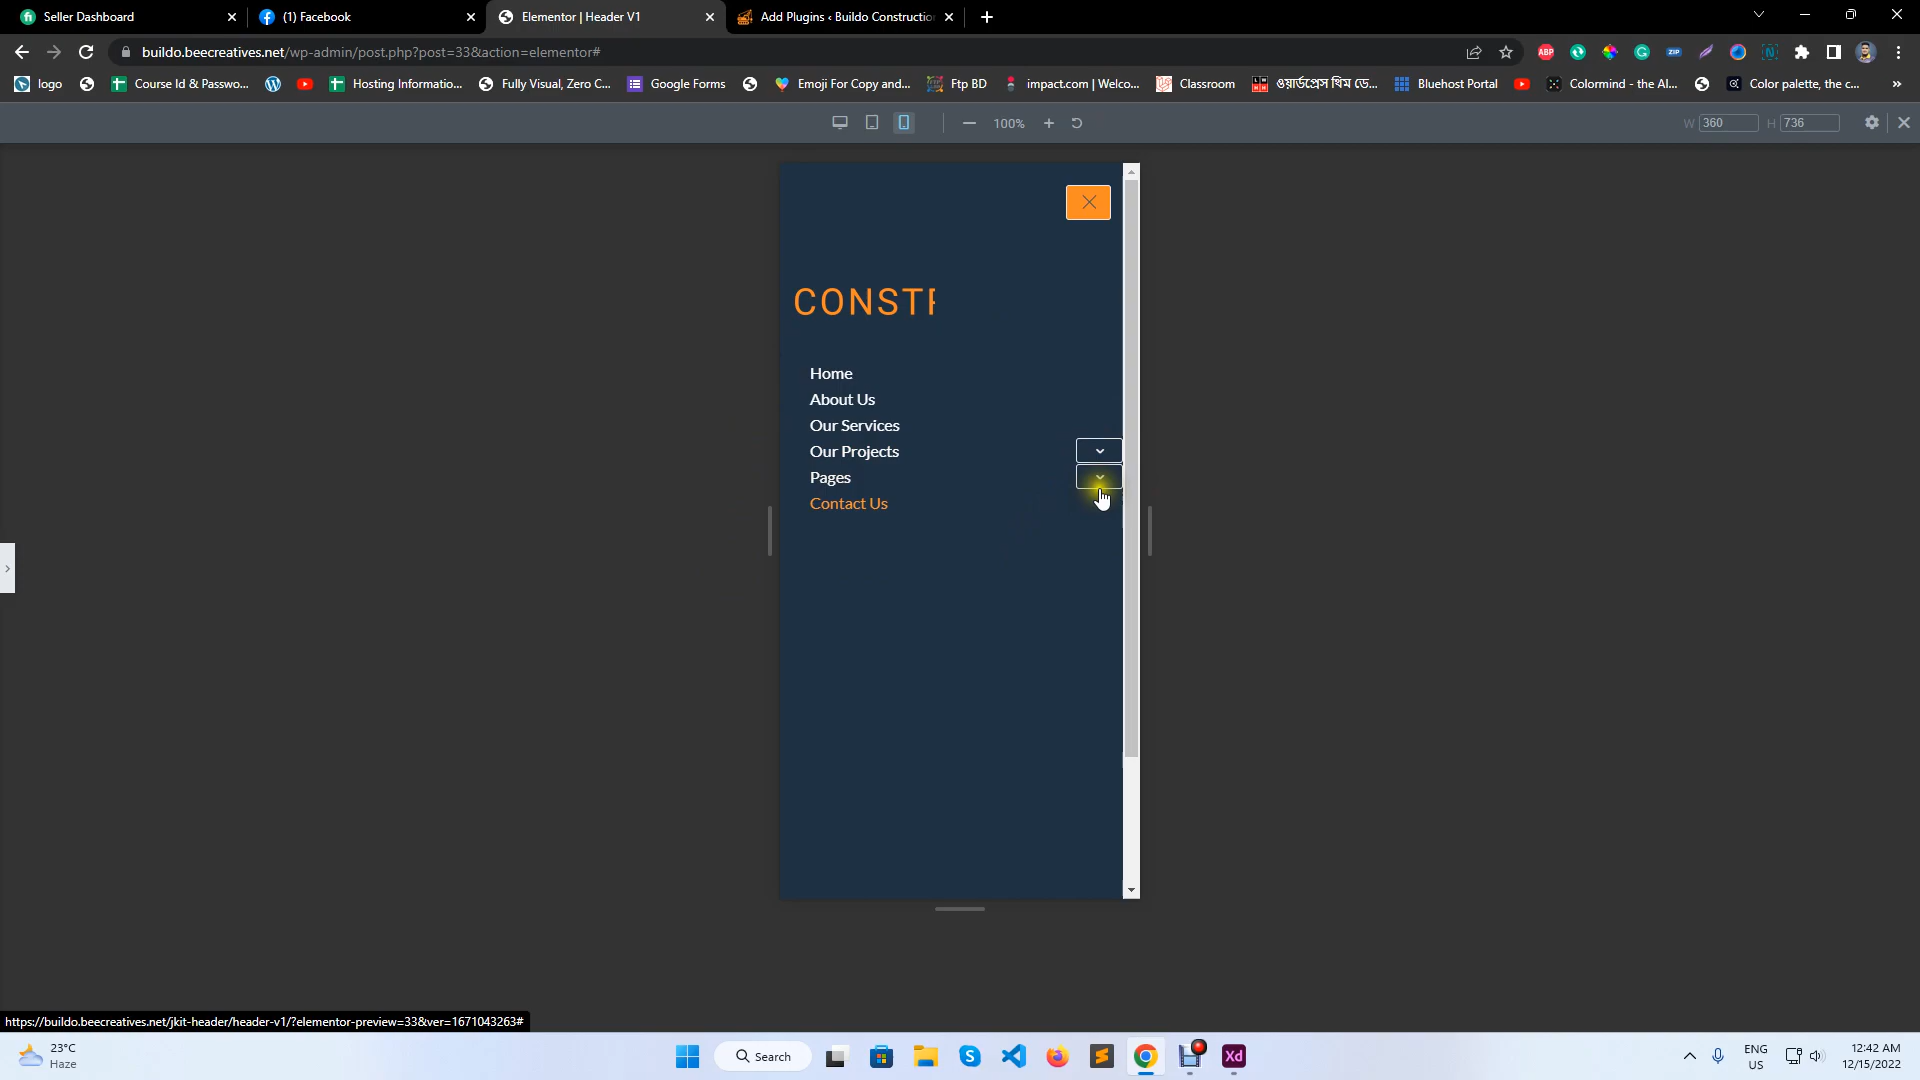 Seller Dashboard
(1) Facebook
Elementor | Header V1
Add Plugins ‹ Buildo Constructio
buildo.beecreatives.net/wp-admin/post.php?post=33&action=elementor#
ABP
ZIP
logo
Course Id & Passwo...
Hosting Informatio...
Fully Visual, Zero C...
Google Forms
Emoji For Copy and...
Ftp BD
impact.com | Welco...
Classroom
ওয়ার্ডপ্রেস থিম ডে...
Bluehost Portal
Colormind - the AI...
Color palette, the c...
100%
W 360
H 736
CONSTR
Home
About Us
Our Services
Our Projects
Pages
Contact Us
https://buildo.beecreatives.net/jkit-header/header-v1/?elementor-preview=33&ver=1671043263#
23°C
Haze
Search
Xd
ENG
US
12:42 AM
12/15/2022